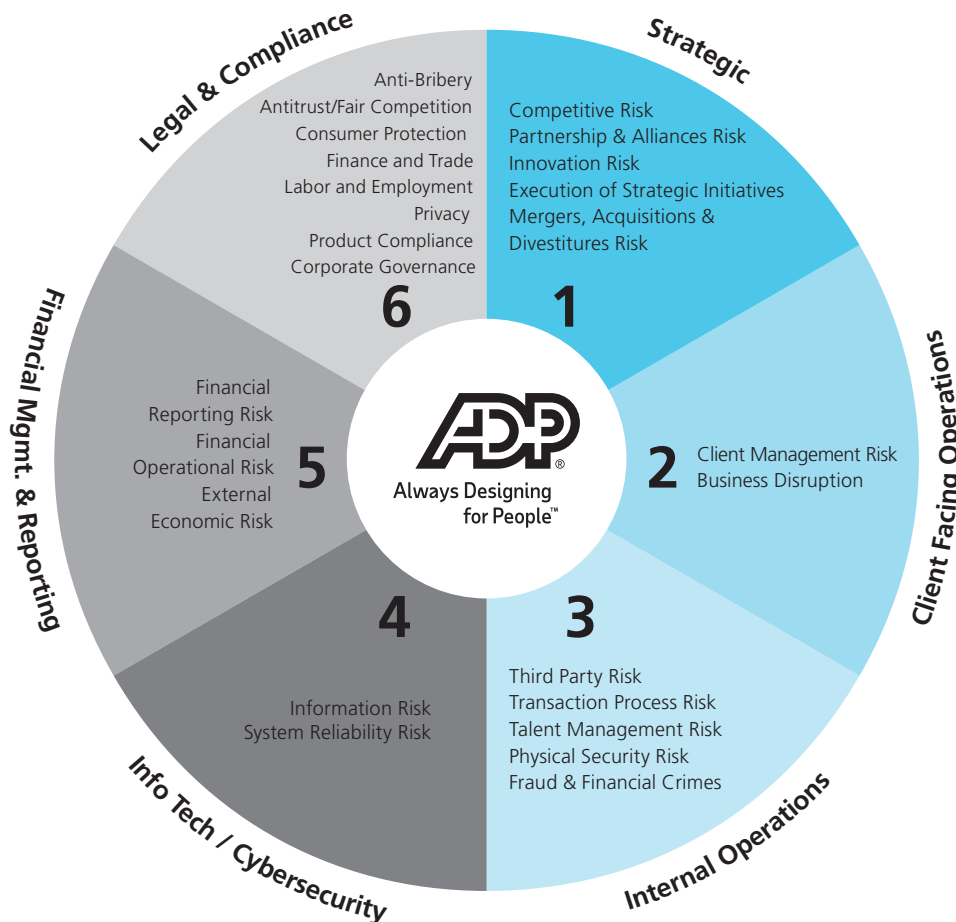 Strategic
Competitive Risk
Partnership & Alliances Risk
Innovation Risk
Execution of Strategic Initiatives
Mergers, Acquisitions &
Divestitures Risk
1
Client Facing Operations
2
Client Management Risk
Business Disruption
Internal Operations
3
Third Party Risk
Transaction Process Risk
Talent Management Risk
Physical Security Risk
Fraud & Financial Crimes
Info Tech / Cybersecurity
4
Information Risk
System Reliability Risk
Financial Mgmt. & Reporting
5
Financial
Reporting Risk
Financial
Operational Risk
External
Economic Risk
Legal & Compliance
Anti-Bribery
Antitrust/Fair Competition
Consumer Protection
Finance and Trade
Labor and Employment
Privacy
Product Compliance
Corporate Governance
6
ADP®
Always Designing
for People™